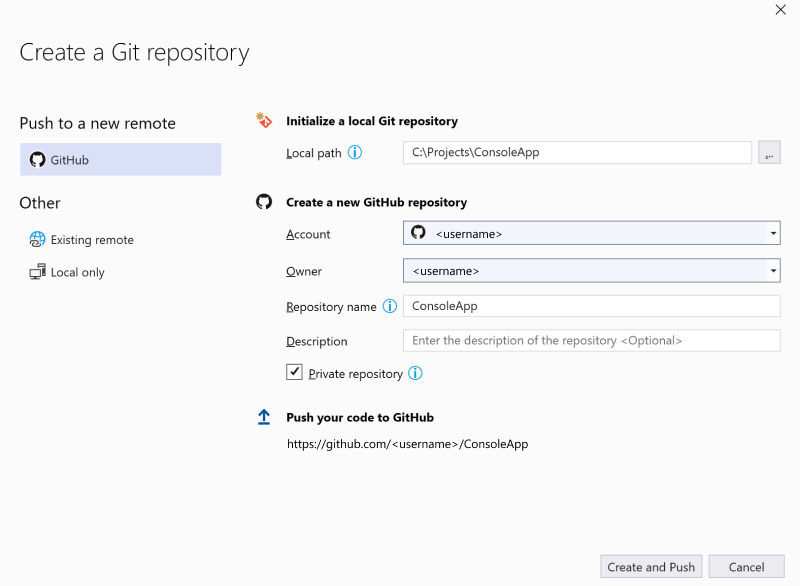 Create a Git repository
Push to a new remote
GitHub
Other
Existing remote
Local only
Initialize a local Git repository
Local path C:\Projects\ConsoleApp ...
Create a new GitHub repository
Account <username>
Owner <username>
Repository name ConsoleApp
Description Enter the description of the repository <Optional>
Private repository
Push your code to GitHub
https://github.com/<username>/ConsoleApp
Create and Push Cancel